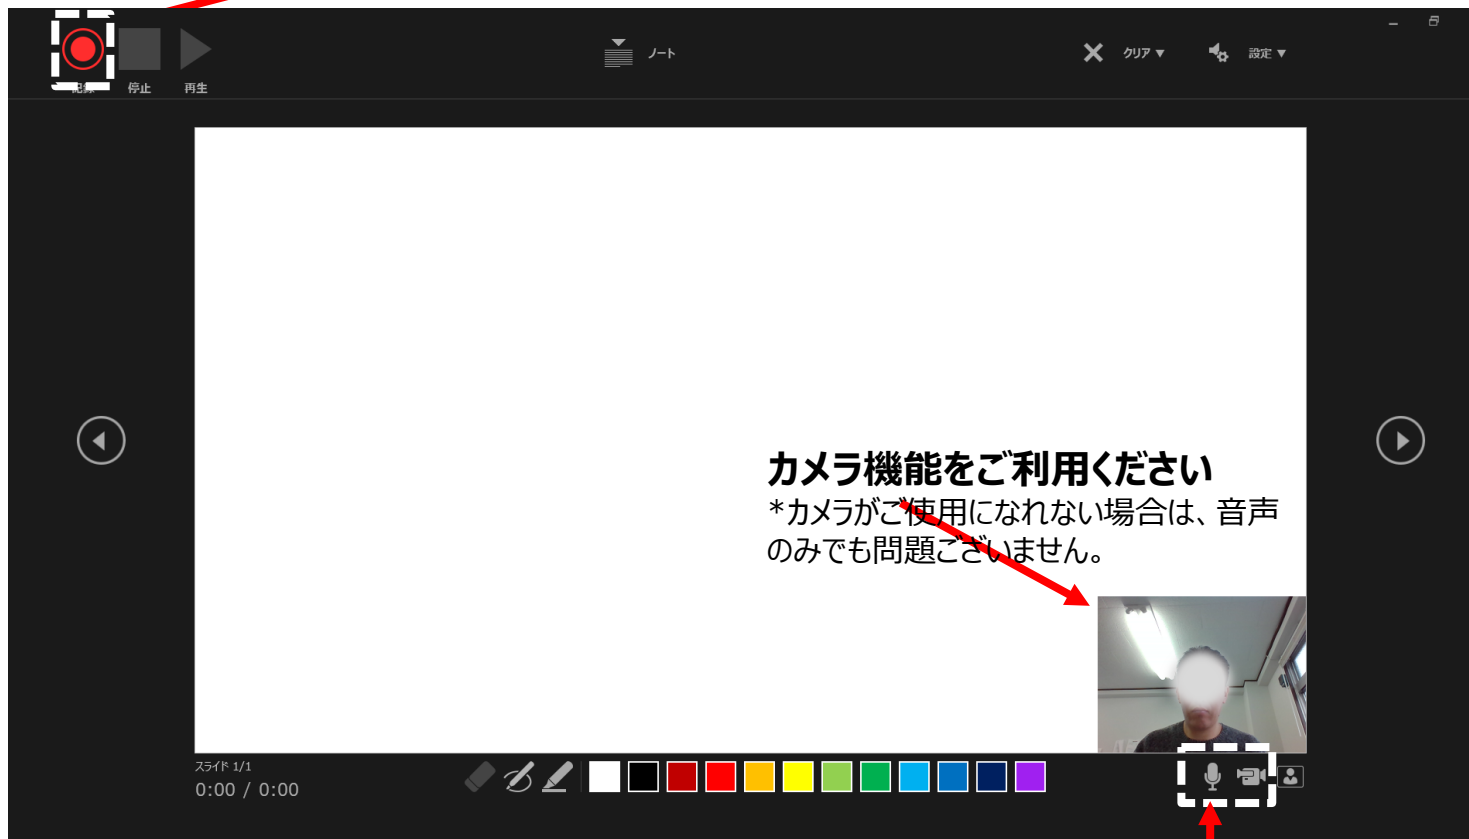 停止
再生
ノート
クリア ▼
設定 ▼
カメラ機能をご利用ください
*カメラがご使用になれない場合は、音声
のみでも問題ございません。
スライド 1/1
0:00 / 0:00